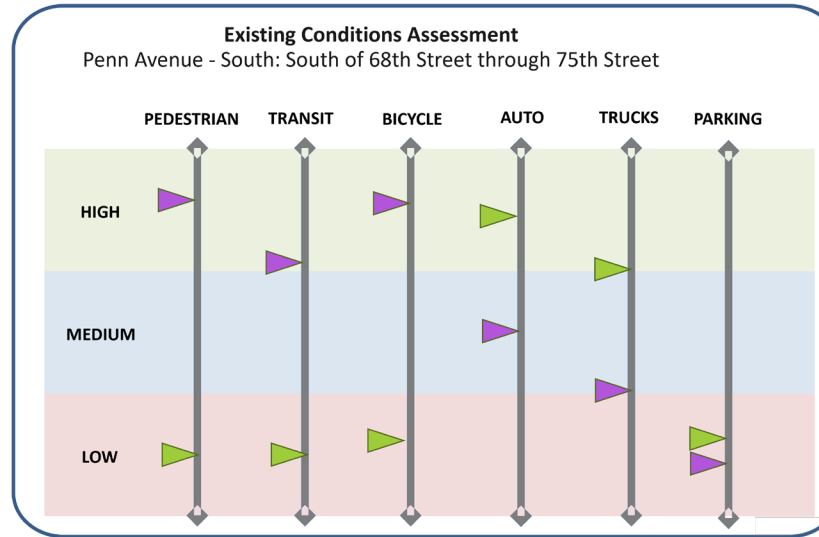 Existing Conditions Assessment
Penn Avenue - South: South of 68th Street through 75th Street
PEDESTRIAN TRANSIT BICYCLE AUTO TRUCKS PARKING
HIGH
MEDIUM
LOW